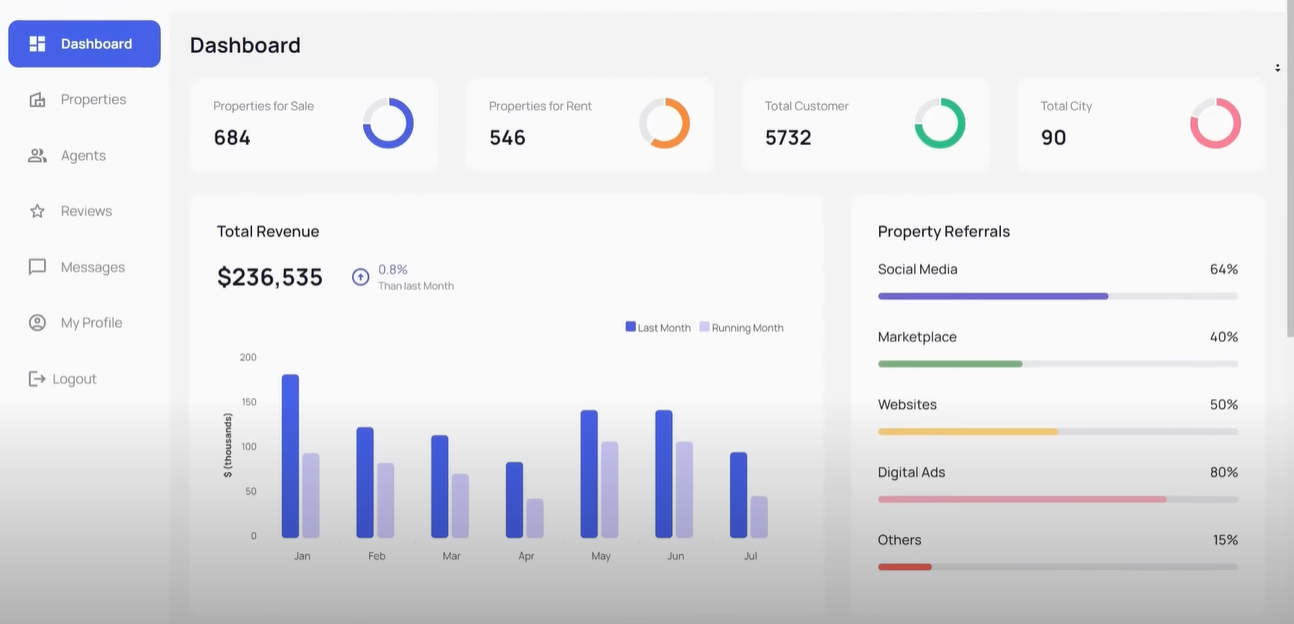 Dashboard
Properties
Agents
Reviews
Messages
My Profile
Logout
Dashboard
Properties for Sale
684
Properties for Rent
546
Total Customer
5732
Total City
90
Total Revenue
$236,535
0.8%
Than last Month
Last Month Running Month
$ (thousands)
200
150
100
50
0
Jan Feb Mar Apr May Jun Jul
Property Referrals
Social Media 64%
Marketplace 40%
Websites 50%
Digital Ads 80%
Others 15%